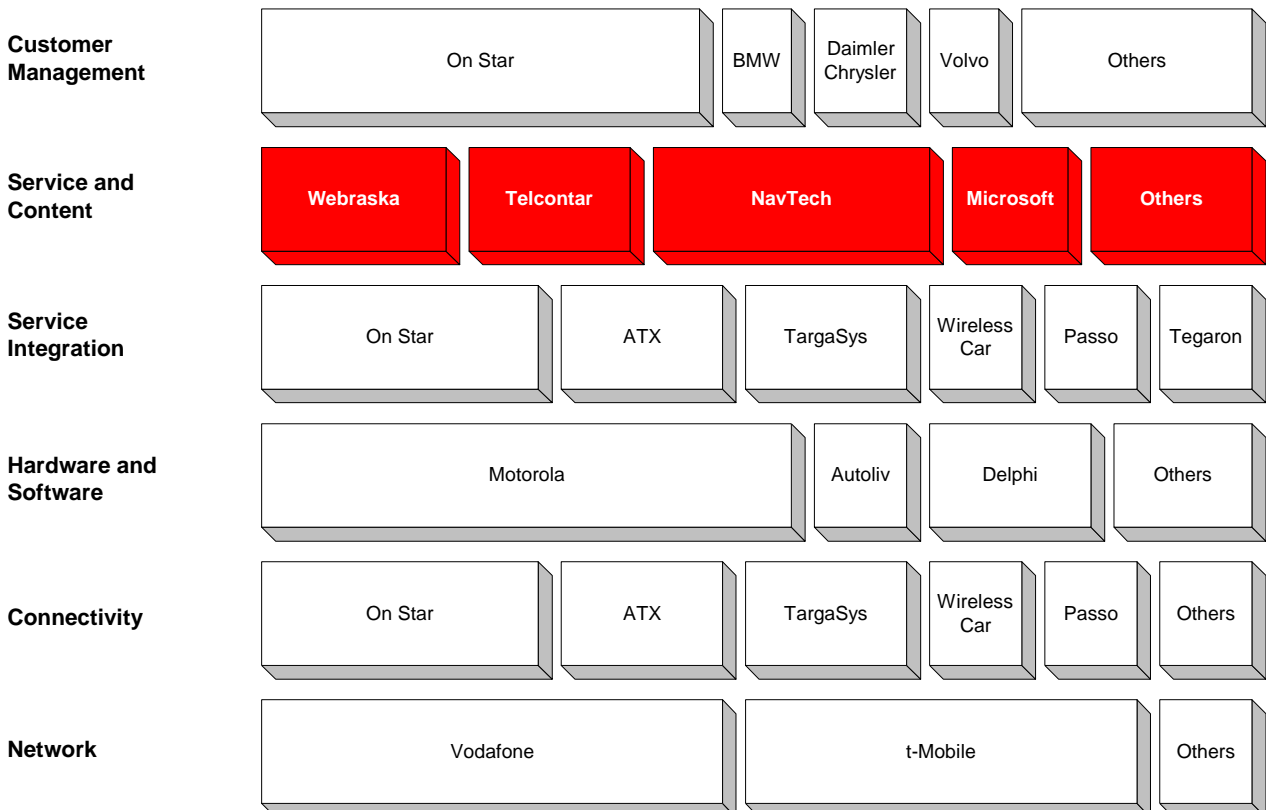 Customer
Management
On Star
BMW
Daimler
Chrysler
Volvo
Others
Service and
Content
Webraska
Telcontar
NavTech
Microsoft
Others
Service
Integration
On Star
ATX
TargaSys
Wireless
Car
Passo
Tegaron
Hardware and
Software
Motorola
Autoliv
Delphi
Others
Connectivity
On Star
ATX
TargaSys
Wireless
Car
Passo
Others
Network
Vodafone
t-Mobile
Others